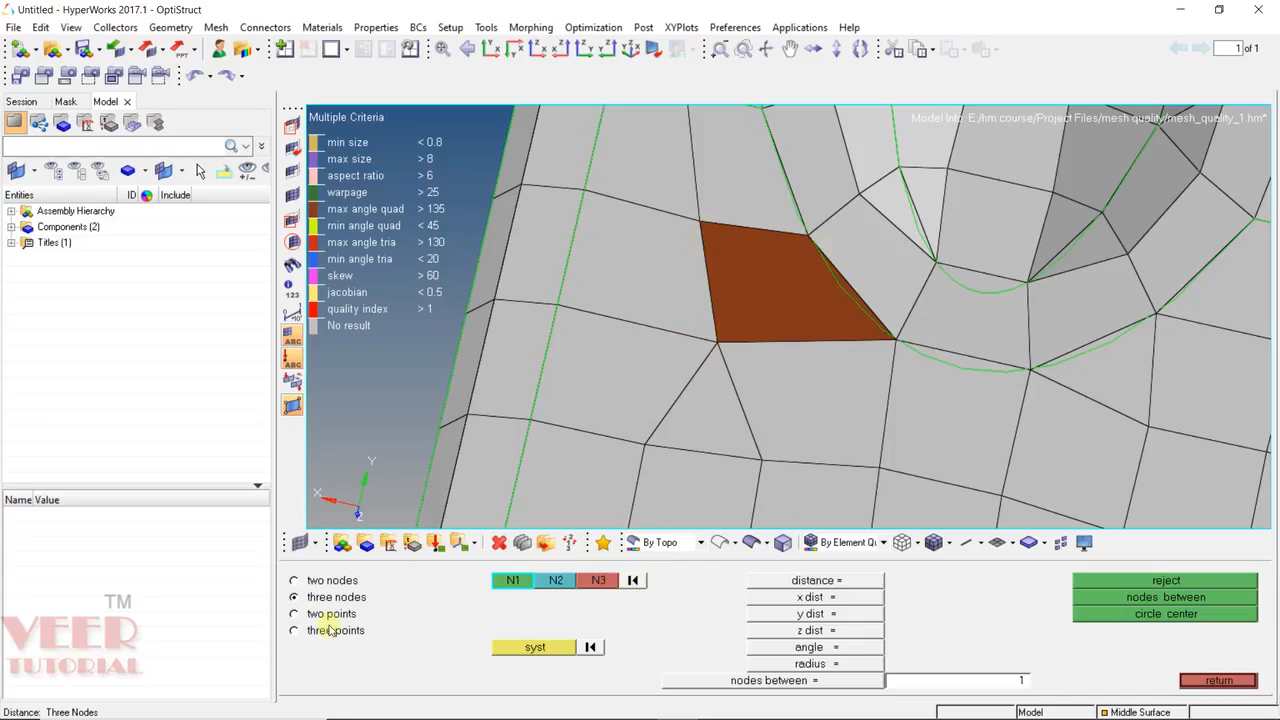 Untitled - HyperWorks 2017.1 - OptiStruct
File Edit View Collectors Geometry Mesh Connectors Materials Properties BCs Setup Tools Morphing Optimization Post XYPlots Preferences Applications Help
1 of 1
Session Mask Model
Entities ID Include
Assembly Hierarchy
Components (2)
Titles (1)
Name Value
Multiple Criteria
Model Info: E:/hm course/Project Files/mesh quality/mesh_quality_1.hm*
min size < 0.8
max size > 8
aspect ratio > 6
warpage > 25
max angle quad > 135
min angle quad < 45
max angle tria > 130
min angle tria < 20
skew > 60
jacobian < 0.5
quality index > 1
No result
123
ABC
ABC
Y
X
Z
By Topo
By Element Qu
two nodes
three nodes
two points
three points
N1 N2 N3
syst
distance =
x dist =
y dist =
z dist =
angle =
radius =
nodes between = 1
reject
nodes between
circle center
return
TM
VEER
TUTORIAL
Distance: Three Nodes
Model
Middle Surface